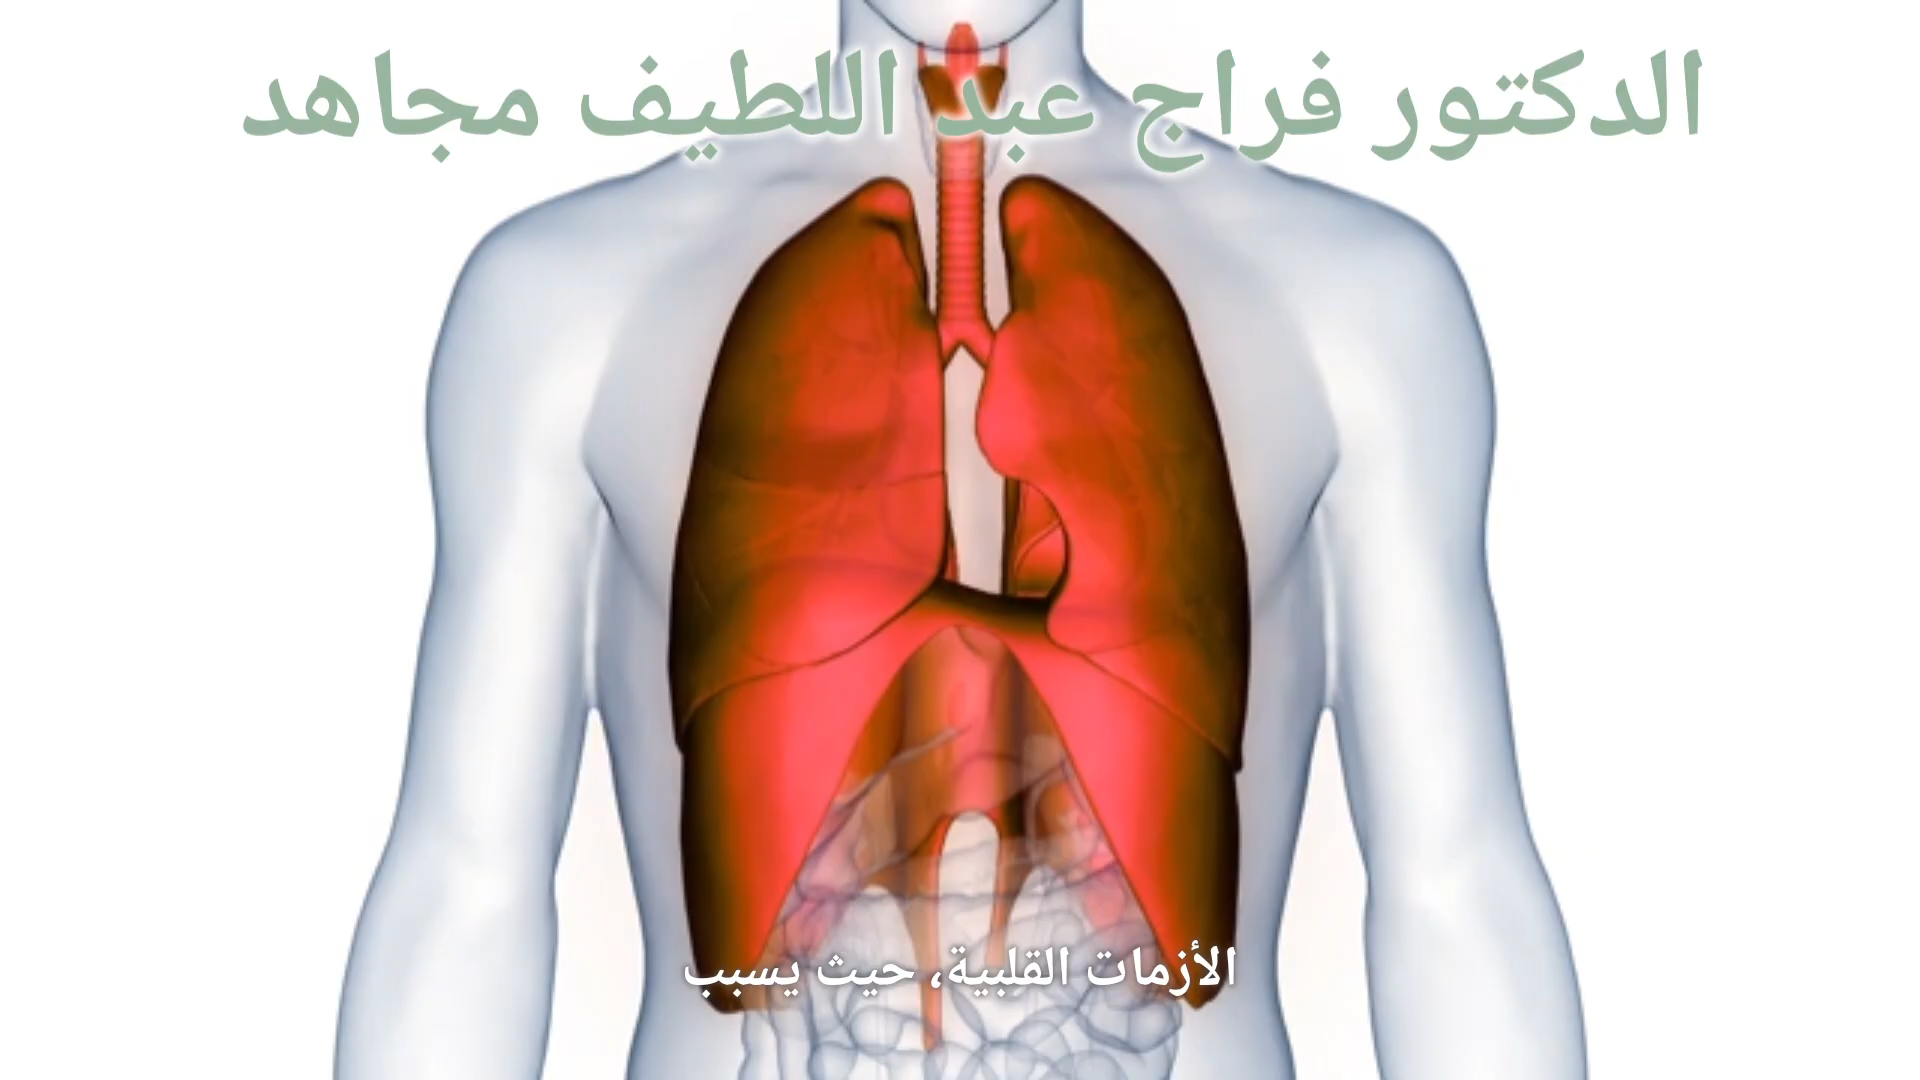 الدكتور فراج عبد اللطيف مجاهد
الأزمات القلبية، حيث يسبب